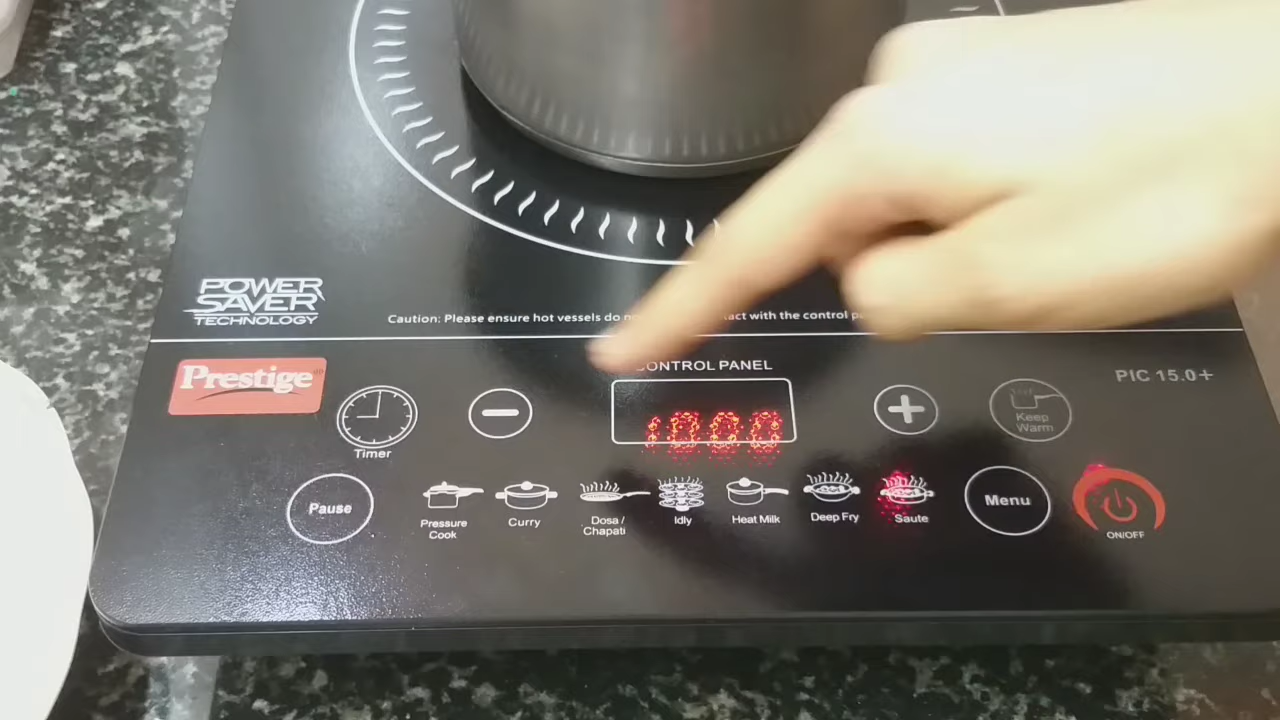 POWER
SAVER
TECHNOLOGY
Caution: Please ensure hot vessels do with the control
Prestige
CONTROL PANEL
PIC 15.0+
1000
Timer
Keep
Warm
Pause
Pressure
Cook
Curry
Dosa /
Chapati
Idly
Heat Milk
Deep Fry
Saute
Menu
ON/OFF